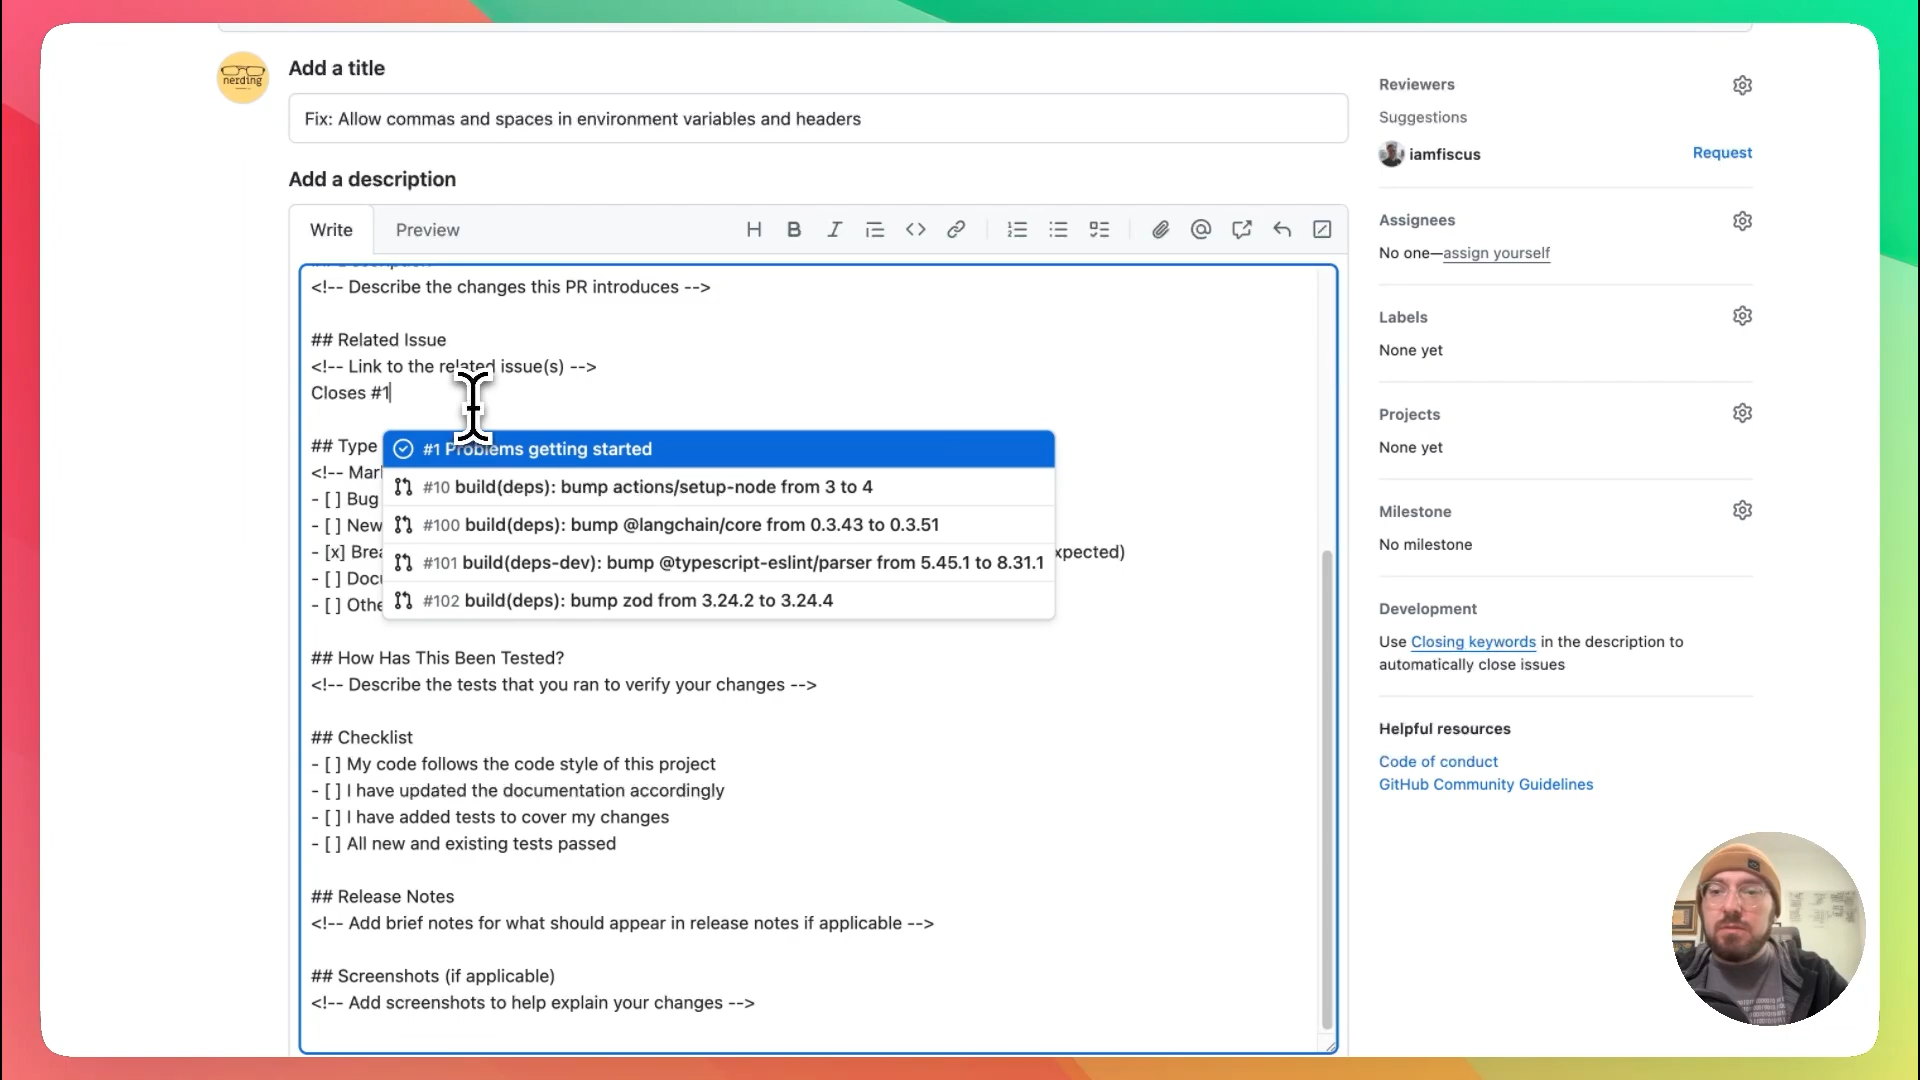 nerding
Add a title
Fix: Allow commas and spaces in environment variables and headers
Add a description
Write
Preview
<!-- Describe the changes this PR introduces -->
## Related Issue
<!-- Link to the related issue(s) -->
Closes #1
#1 Problems getting started
#10 build(deps): bump actions/setup-node from 3 to 4
#100 build(deps): bump @langchain/core from 0.3.43 to 0.3.51
#101 build(deps-dev): bump @typescript-eslint/parser from 5.45.1 to 8.31.1
#102 build(deps): bump zod from 3.24.2 to 3.24.4
## Type
<!-- Mar
- [ ] Bug
- [ ] New
- [x] Brea xpected)
- [ ] Docu
- [ ] Othe
## How Has This Been Tested?
<!-- Describe the tests that you ran to verify your changes -->
## Checklist
- [ ] My code follows the code style of this project
- [ ] I have updated the documentation accordingly
- [ ] I have added tests to cover my changes
- [ ] All new and existing tests passed
## Release Notes
<!-- Add brief notes for what should appear in release notes if applicable -->
## Screenshots (if applicable)
<!-- Add screenshots to help explain your changes -->
Reviewers
Suggestions
iamfiscus
Request
Assignees
No one—assign yourself
Labels
None yet
Projects
None yet
Milestone
No milestone
Development
Use Closing keywords in the description to
automatically close issues
Helpful resources
Code of conduct
GitHub Community Guidelines